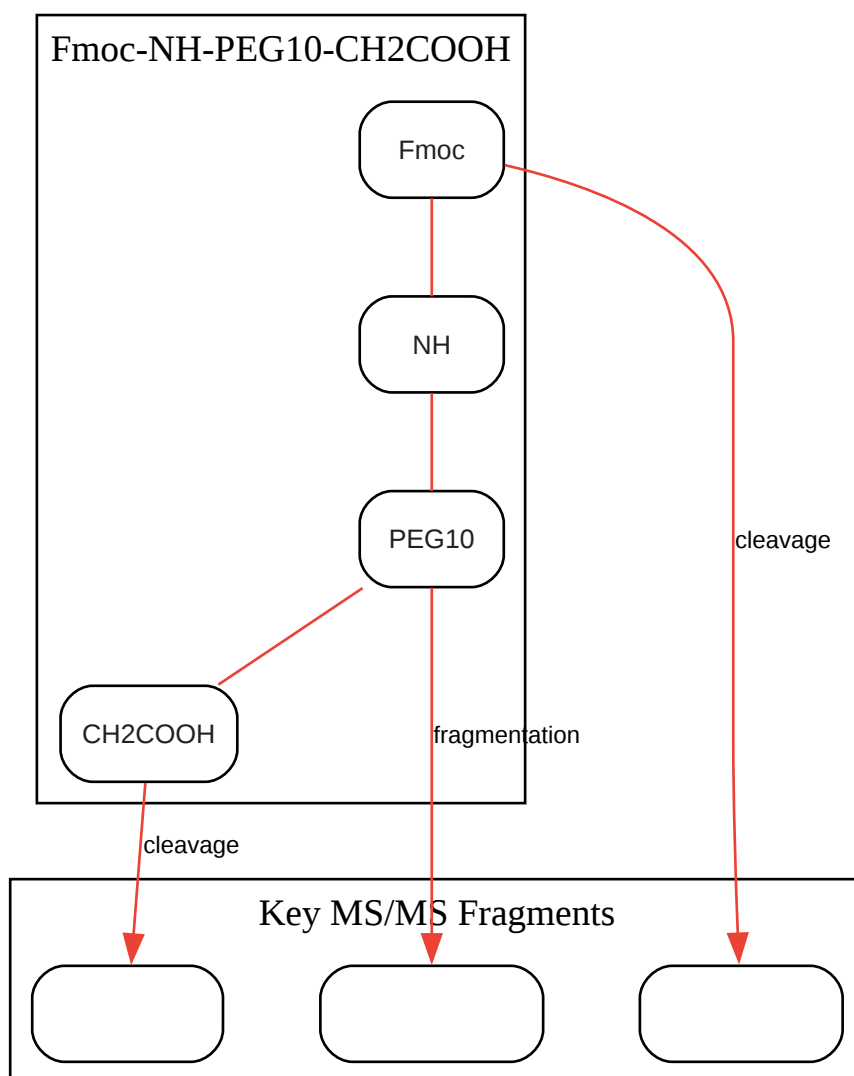 Fmoc-NH-PEG10-CH2COOH
Fmoc
NH
PEG10
cleavage
CH2COOH
fragmentation
cleavage
Key MS/MS Fragments